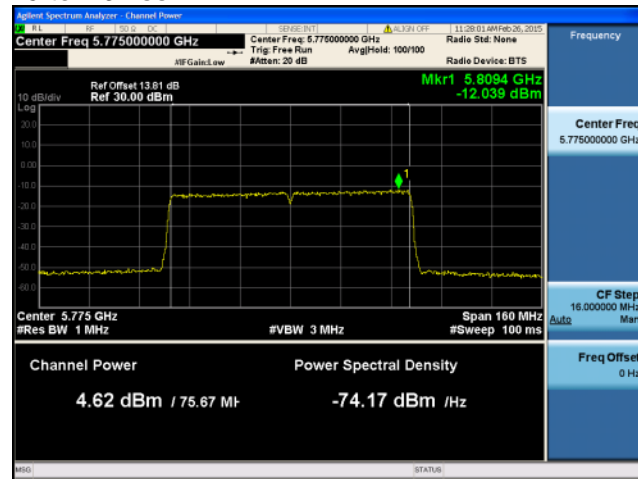 Agilent Spectrum Analyzer - Channel Power
RL RF 50 Ω DC SENSE:INT ALIGN OFF 11:28:01 AM Feb 26, 2015
Center Freq 5.775000000 GHz
Center Freq: 5.775000000 GHz
Radio Std: None
Trig: Free Run Avg|Hold: 100/100
#IFGain:Low #Atten: 20 dB Radio Device: BTS
Frequency
Mkr1 5.8094 GHz
-12.039 dBm
Ref Offset 13.81 dB
10 dB/div Ref 30.00 dBm
Log
20.0
10.0
0.00
-10.0
-20.0
-30.0
-40.0
-50.0
-60.0
1
Center 5.775 GHz Span 160 MHz
#Res BW 1 MHz #VBW 3 MHz #Sweep 100 ms
Channel Power Power Spectral Density
4.62 dBm / 75.67 MH -74.17 dBm /Hz
Center Freq
5.775000000 GHz
CF Step
16.000000 MHz
Auto Man
Freq Offset
0 Hz
MSG STATUS